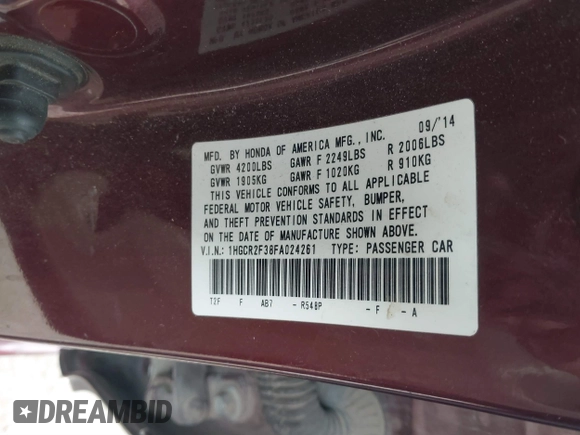 MFD. BY HONDA OF AMERICA MFG., INC. 09/'14
GVWR 4200LBS GAWR F 2249LBS R 2006LBS
GVWR 1905KG GAWR F 1020KG R 910KG
THIS VEHICLE CONFORMS TO ALL APPLICABLE
FEDERAL MOTOR VEHICLE SAFETY, BUMPER,
AND THEFT PREVENTION STANDARDS IN EFFECT
ON THE DATE OF MANUFACTURE SHOWN ABOVE.
V.I.N.: 1HGCR2F38FA024261 TYPE: PASSENGER CAR
T2F F AB7 - R548P - F - A
DREAMBID